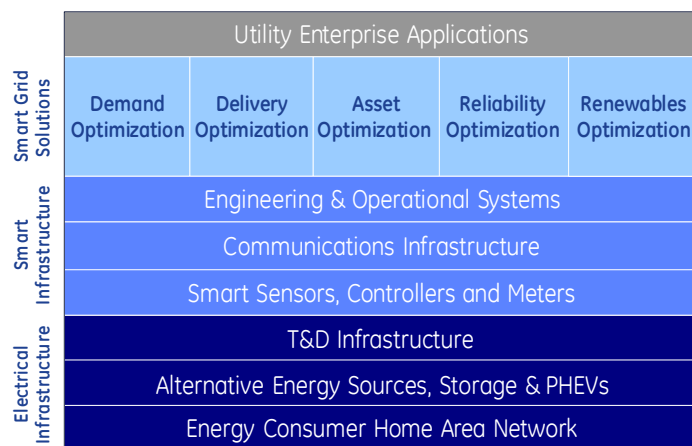 Utility Enterprise Applications
Smart Grid
Solutions
Demand
Optimization
Delivery
Optimization
Asset
Optimization
Reliability
Optimization
Renewables
Optimization
Smart
Infrastructure
Engineering & Operational Systems
Communications Infrastructure
Smart Sensors, Controllers and Meters
Electrical
Infrastructure
T&D Infrastructure
Alternative Energy Sources, Storage & PHEVs
Energy Consumer Home Area Network